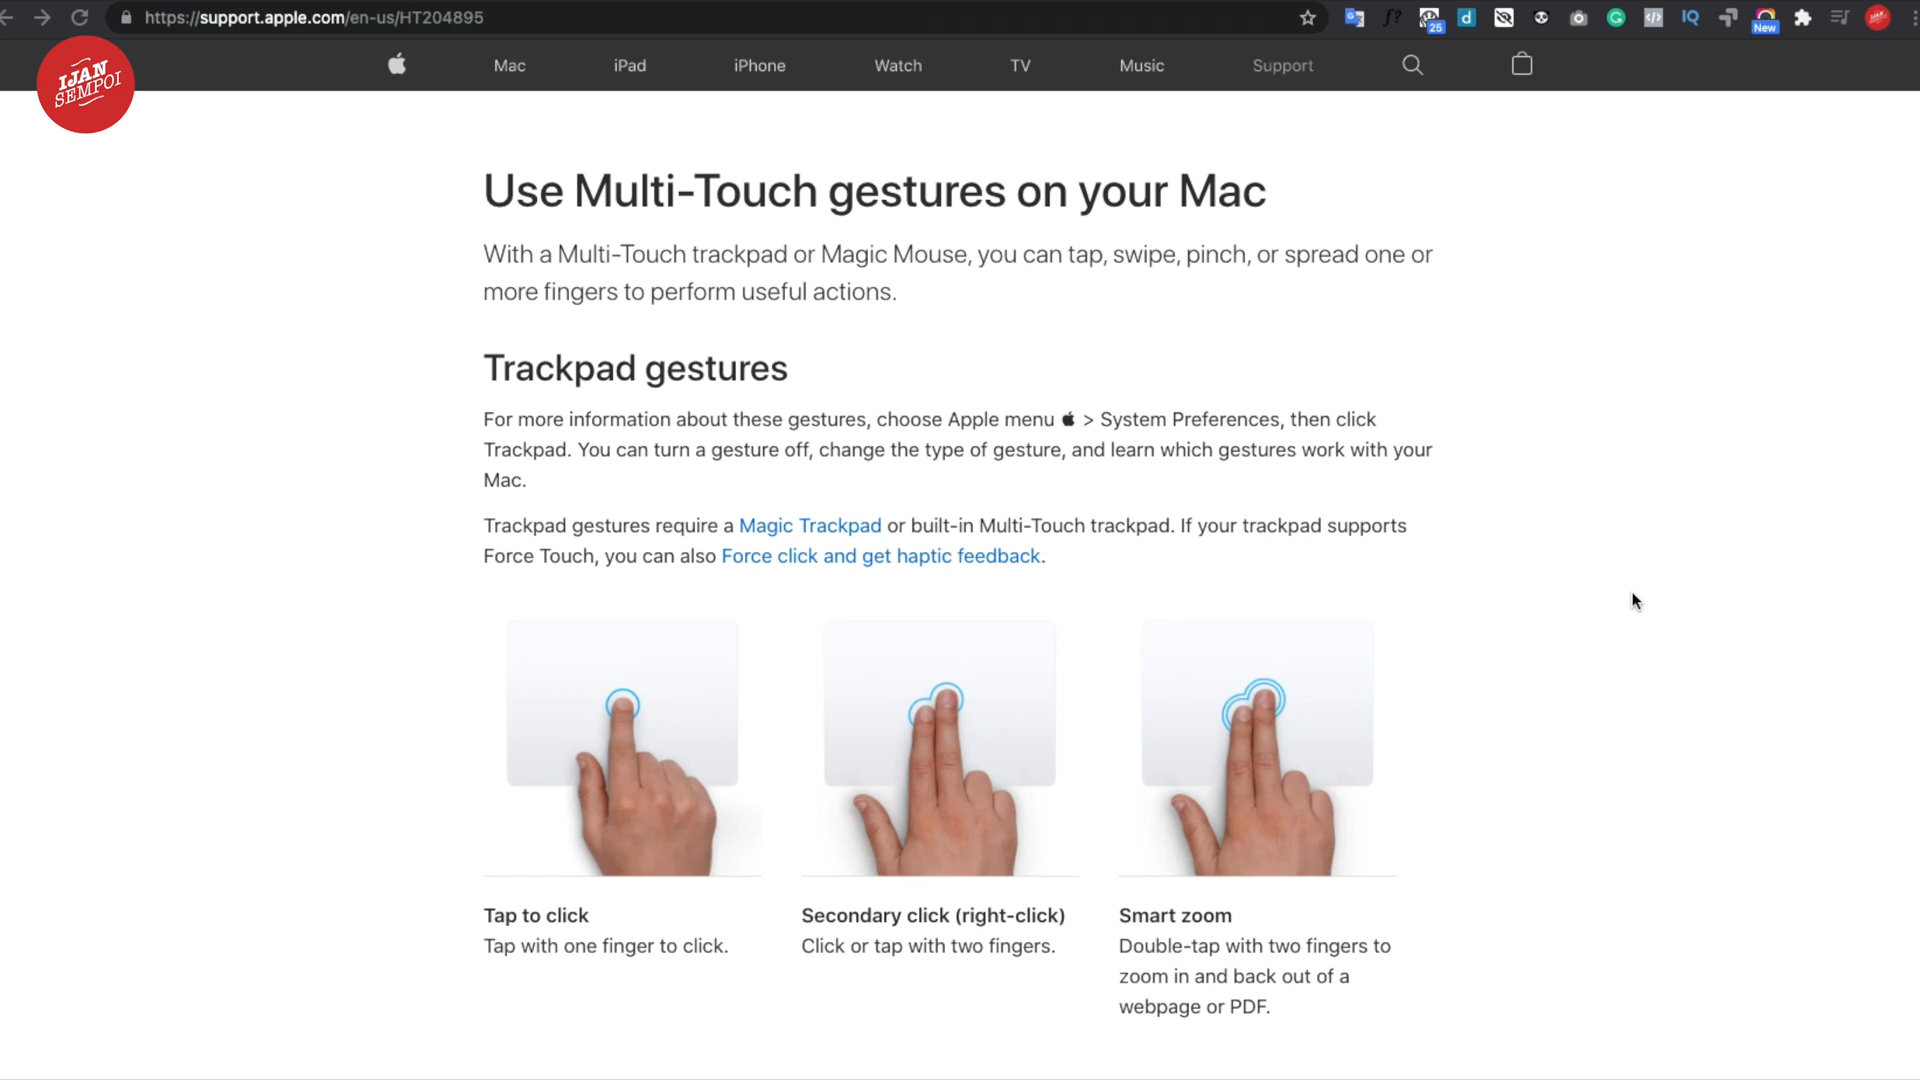 https://support.apple.com/en-us/HT204895
25
New
IJAN
SEMPOI
Mac iPad iPhone Watch TV Music Support
Use Multi-Touch gestures on your Mac
With a Multi-Touch trackpad or Magic Mouse, you can tap, swipe, pinch, or spread one or
more fingers to perform useful actions.
Trackpad gestures
For more information about these gestures, choose Apple menu  > System Preferences, then click
Trackpad. You can turn a gesture off, change the type of gesture, and learn which gestures work with your
Mac.
Trackpad gestures require a Magic Trackpad or built-in Multi-Touch trackpad. If your trackpad supports
Force Touch, you can also Force click and get haptic feedback.
Tap to click
Tap with one finger to click.
Secondary click (right-click)
Click or tap with two fingers.
Smart zoom
Double-tap with two fingers to
zoom in and back out of a
webpage or PDF.